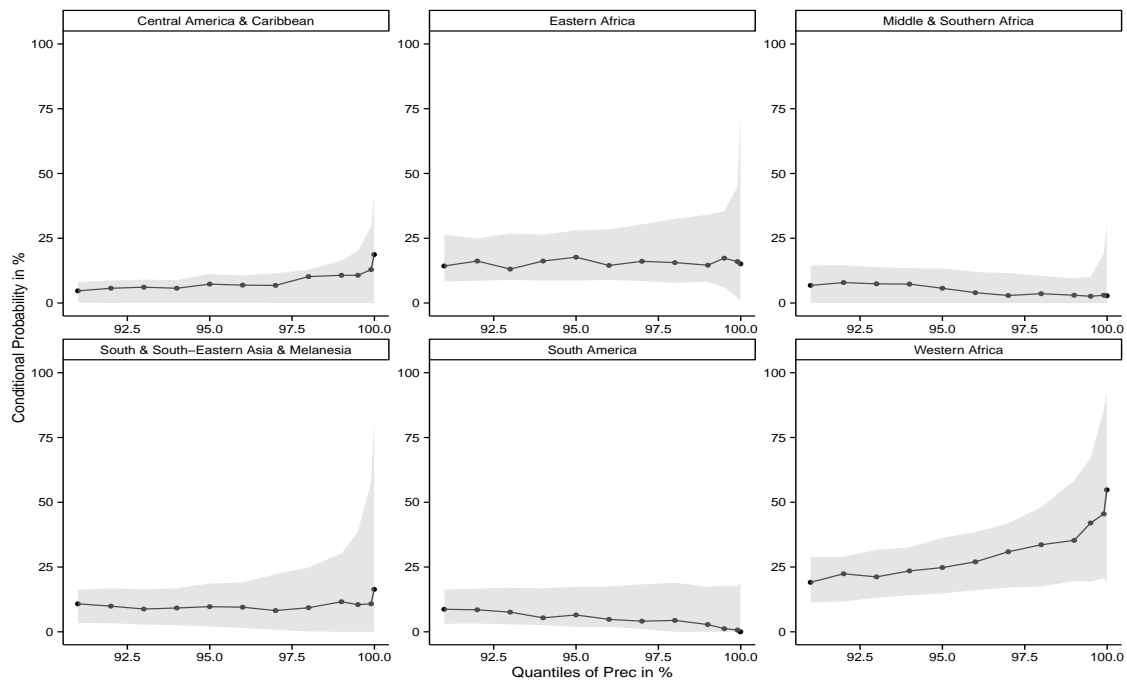 Central America & Caribbean
Eastern Africa
Middle & Southern Africa
100
75
50
25
0
92.5 95.0 97.5 100.0
100
75
50
25
0
92.5 95.0 97.5 100.0
100
75
50
25
0
92.5 95.0 97.5 100.0
South & South−Eastern Asia & Melanesia
South America
Western Africa
100
75
50
25
0
92.5 95.0 97.5 100.0
100
75
50
25
0
92.5 95.0 97.5 100.0
100
75
50
25
0
92.5 95.0 97.5 100.0
Conditional Probability in %
Quantiles of Prec in %